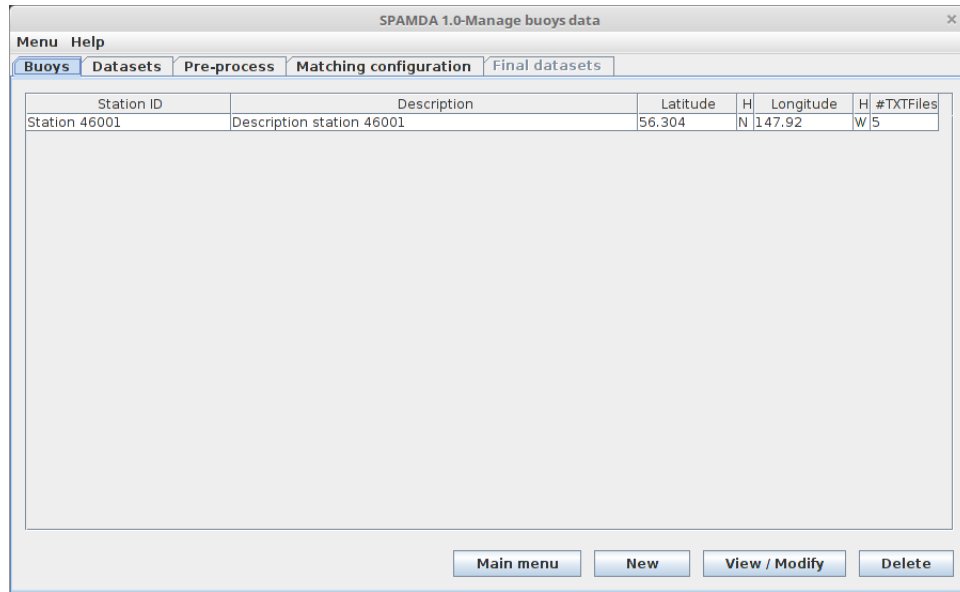 SPAMDA 1.0-Manage buoys data ×
Menu Help
Buoys Datasets Pre-process Matching configuration Final datasets
Station ID Description Latitude H Longitude H #TXTFiles
Station 46001 Description station 46001 56.304 N 147.92 W 5
Main menu New View / Modify Delete